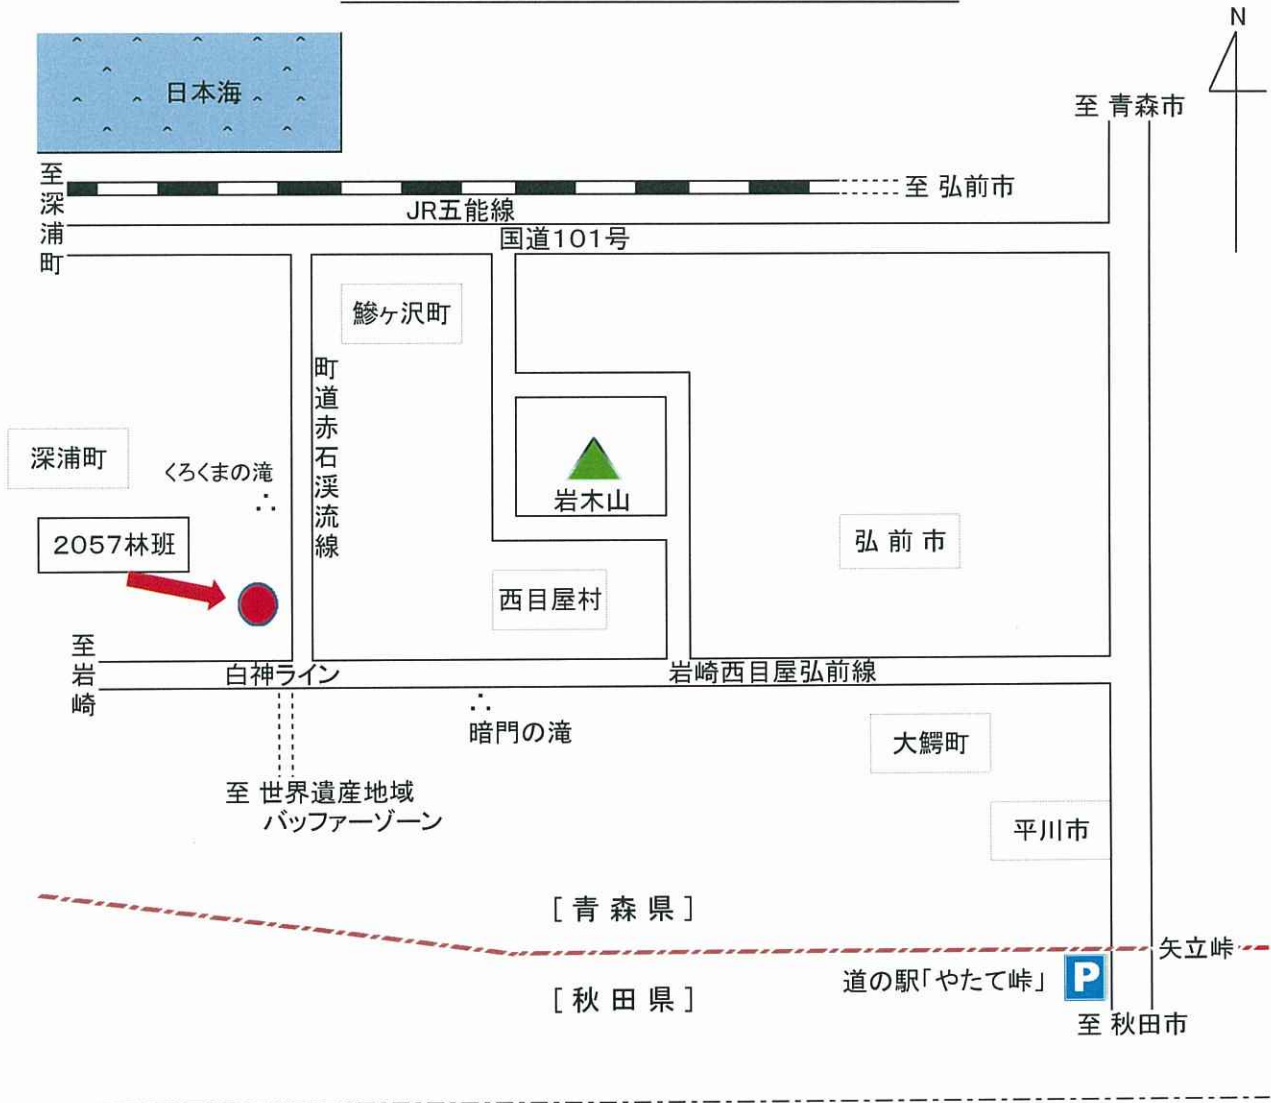 N
日本海
至 青森市
至深浦町
至 弘前市
JR五能線
国道101号
鰺ヶ沢町
町道赤石渓流線
深浦町
くろくまの滝
岩木山
2057林班
弘前市
西目屋村
至岩崎
白神ライン
岩崎西目屋弘前線
暗門の滝
大鰐町
至 世界遺産地域
バッファーゾーン
平川市
[青森県]
矢立峠
道の駅「やたて峠」
P
[秋田県]
至 秋田市